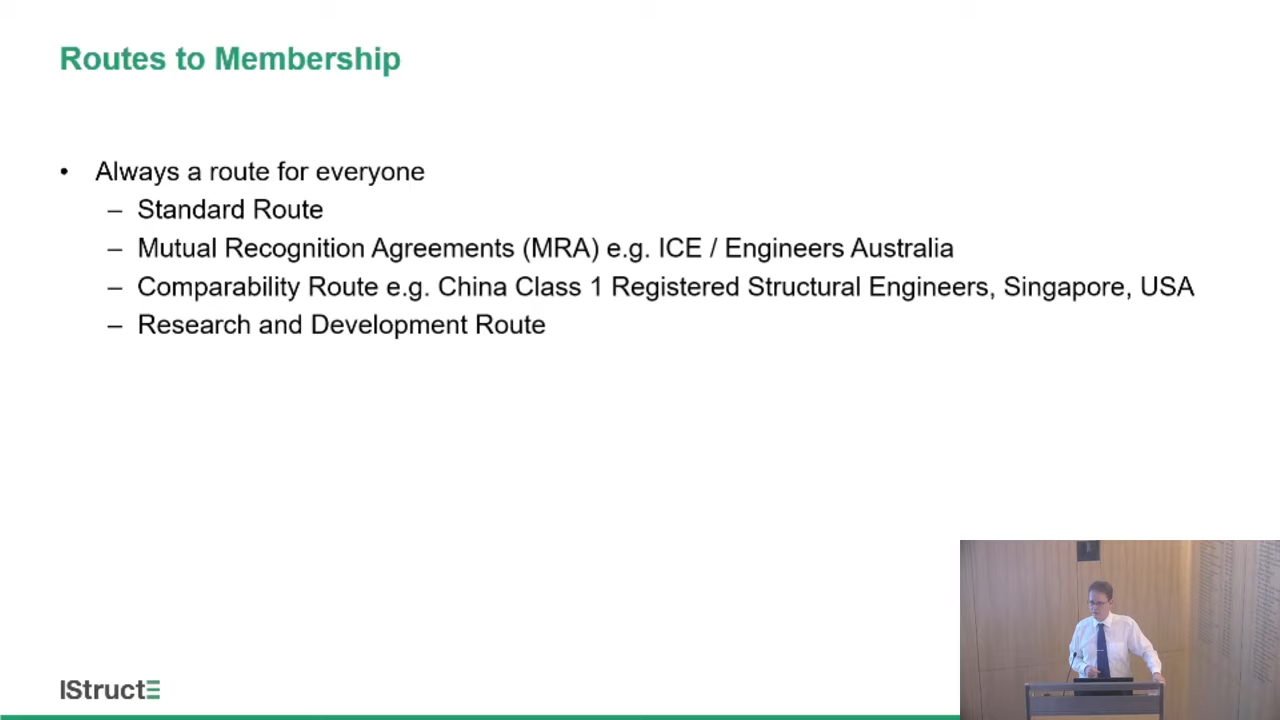 Routes to Membership
• Always a route for everyone
– Standard Route
– Mutual Recognition Agreements (MRA) e.g. ICE / Engineers Australia
– Comparability Route e.g. China Class 1 Registered Structural Engineers, Singapore, USA
– Research and Development Route
IStructE